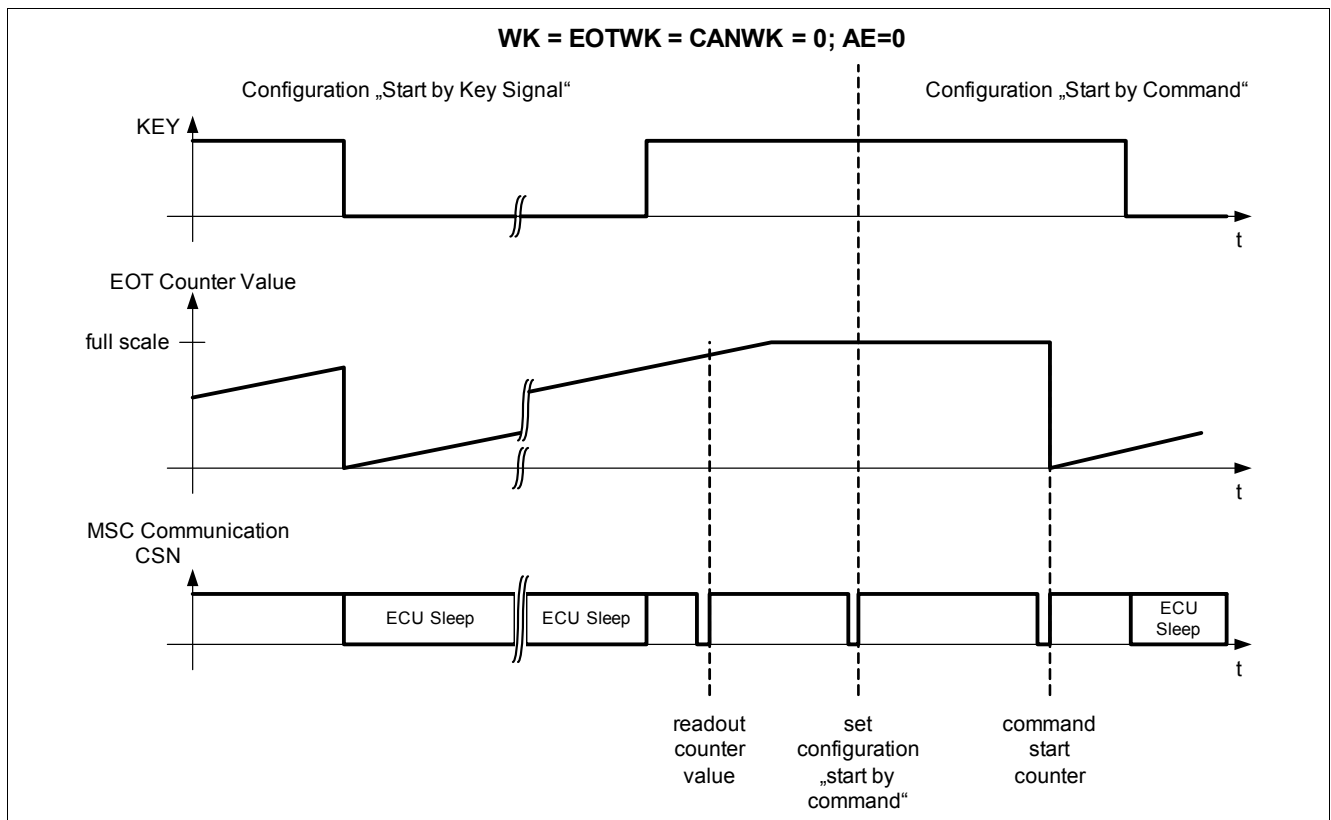 WK = EOTWK = CANWK = 0; AE=0
Configuration „Start by Key Signal“
Configuration „Start by Command“
KEY
t
EOT Counter Value
full scale
t
MSC Communication
CSN
ECU Sleep
ECU Sleep
ECU
Sleep
t
readout
counter
value
set
configuration
„start by
command“
command
start
counter